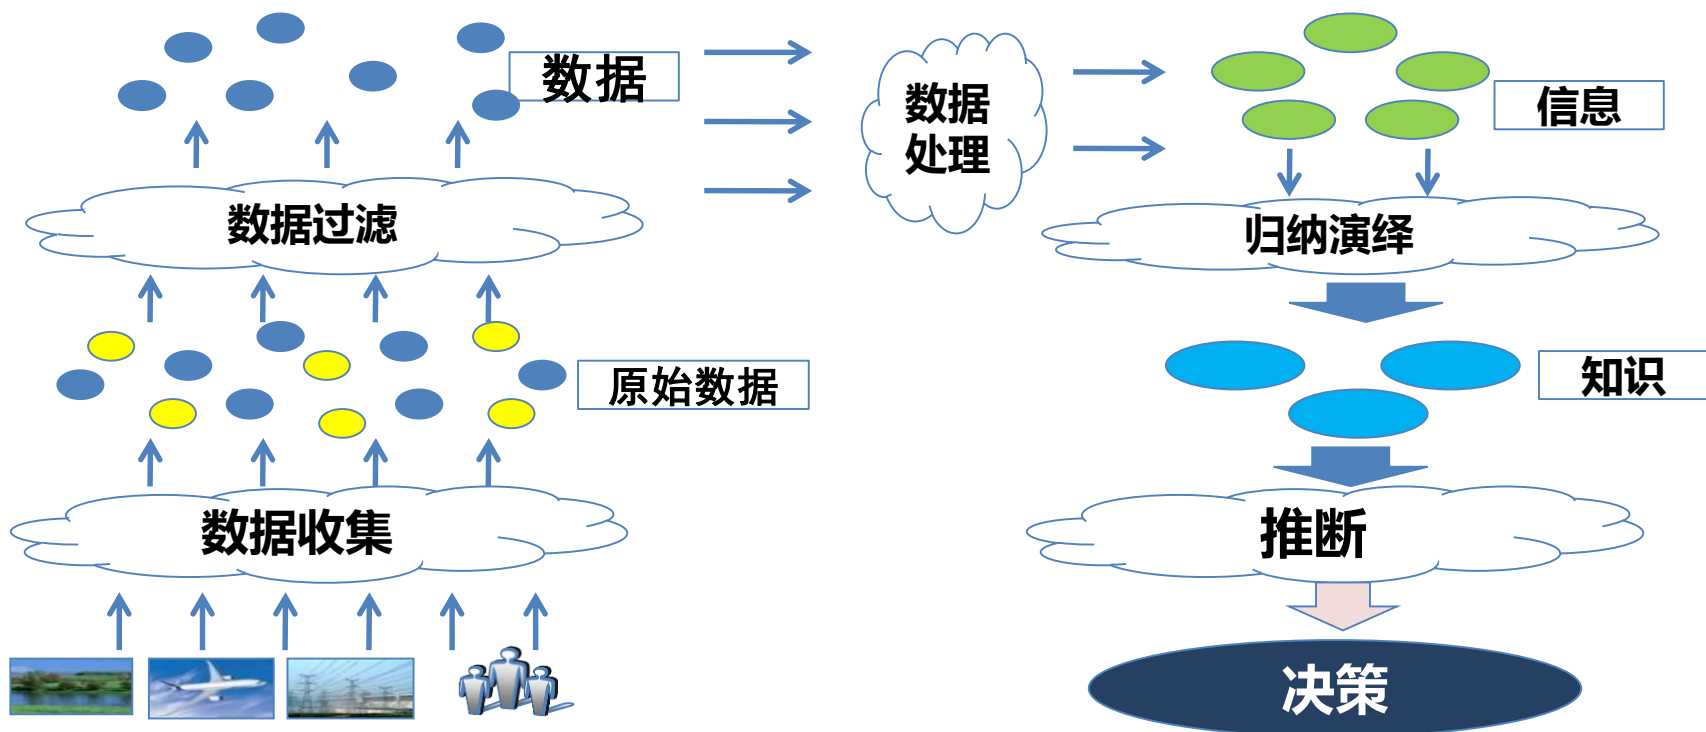 数据
数据
处理
信息
数据过滤
归纳演绎
原始数据
知识
数据收集
推断
决策